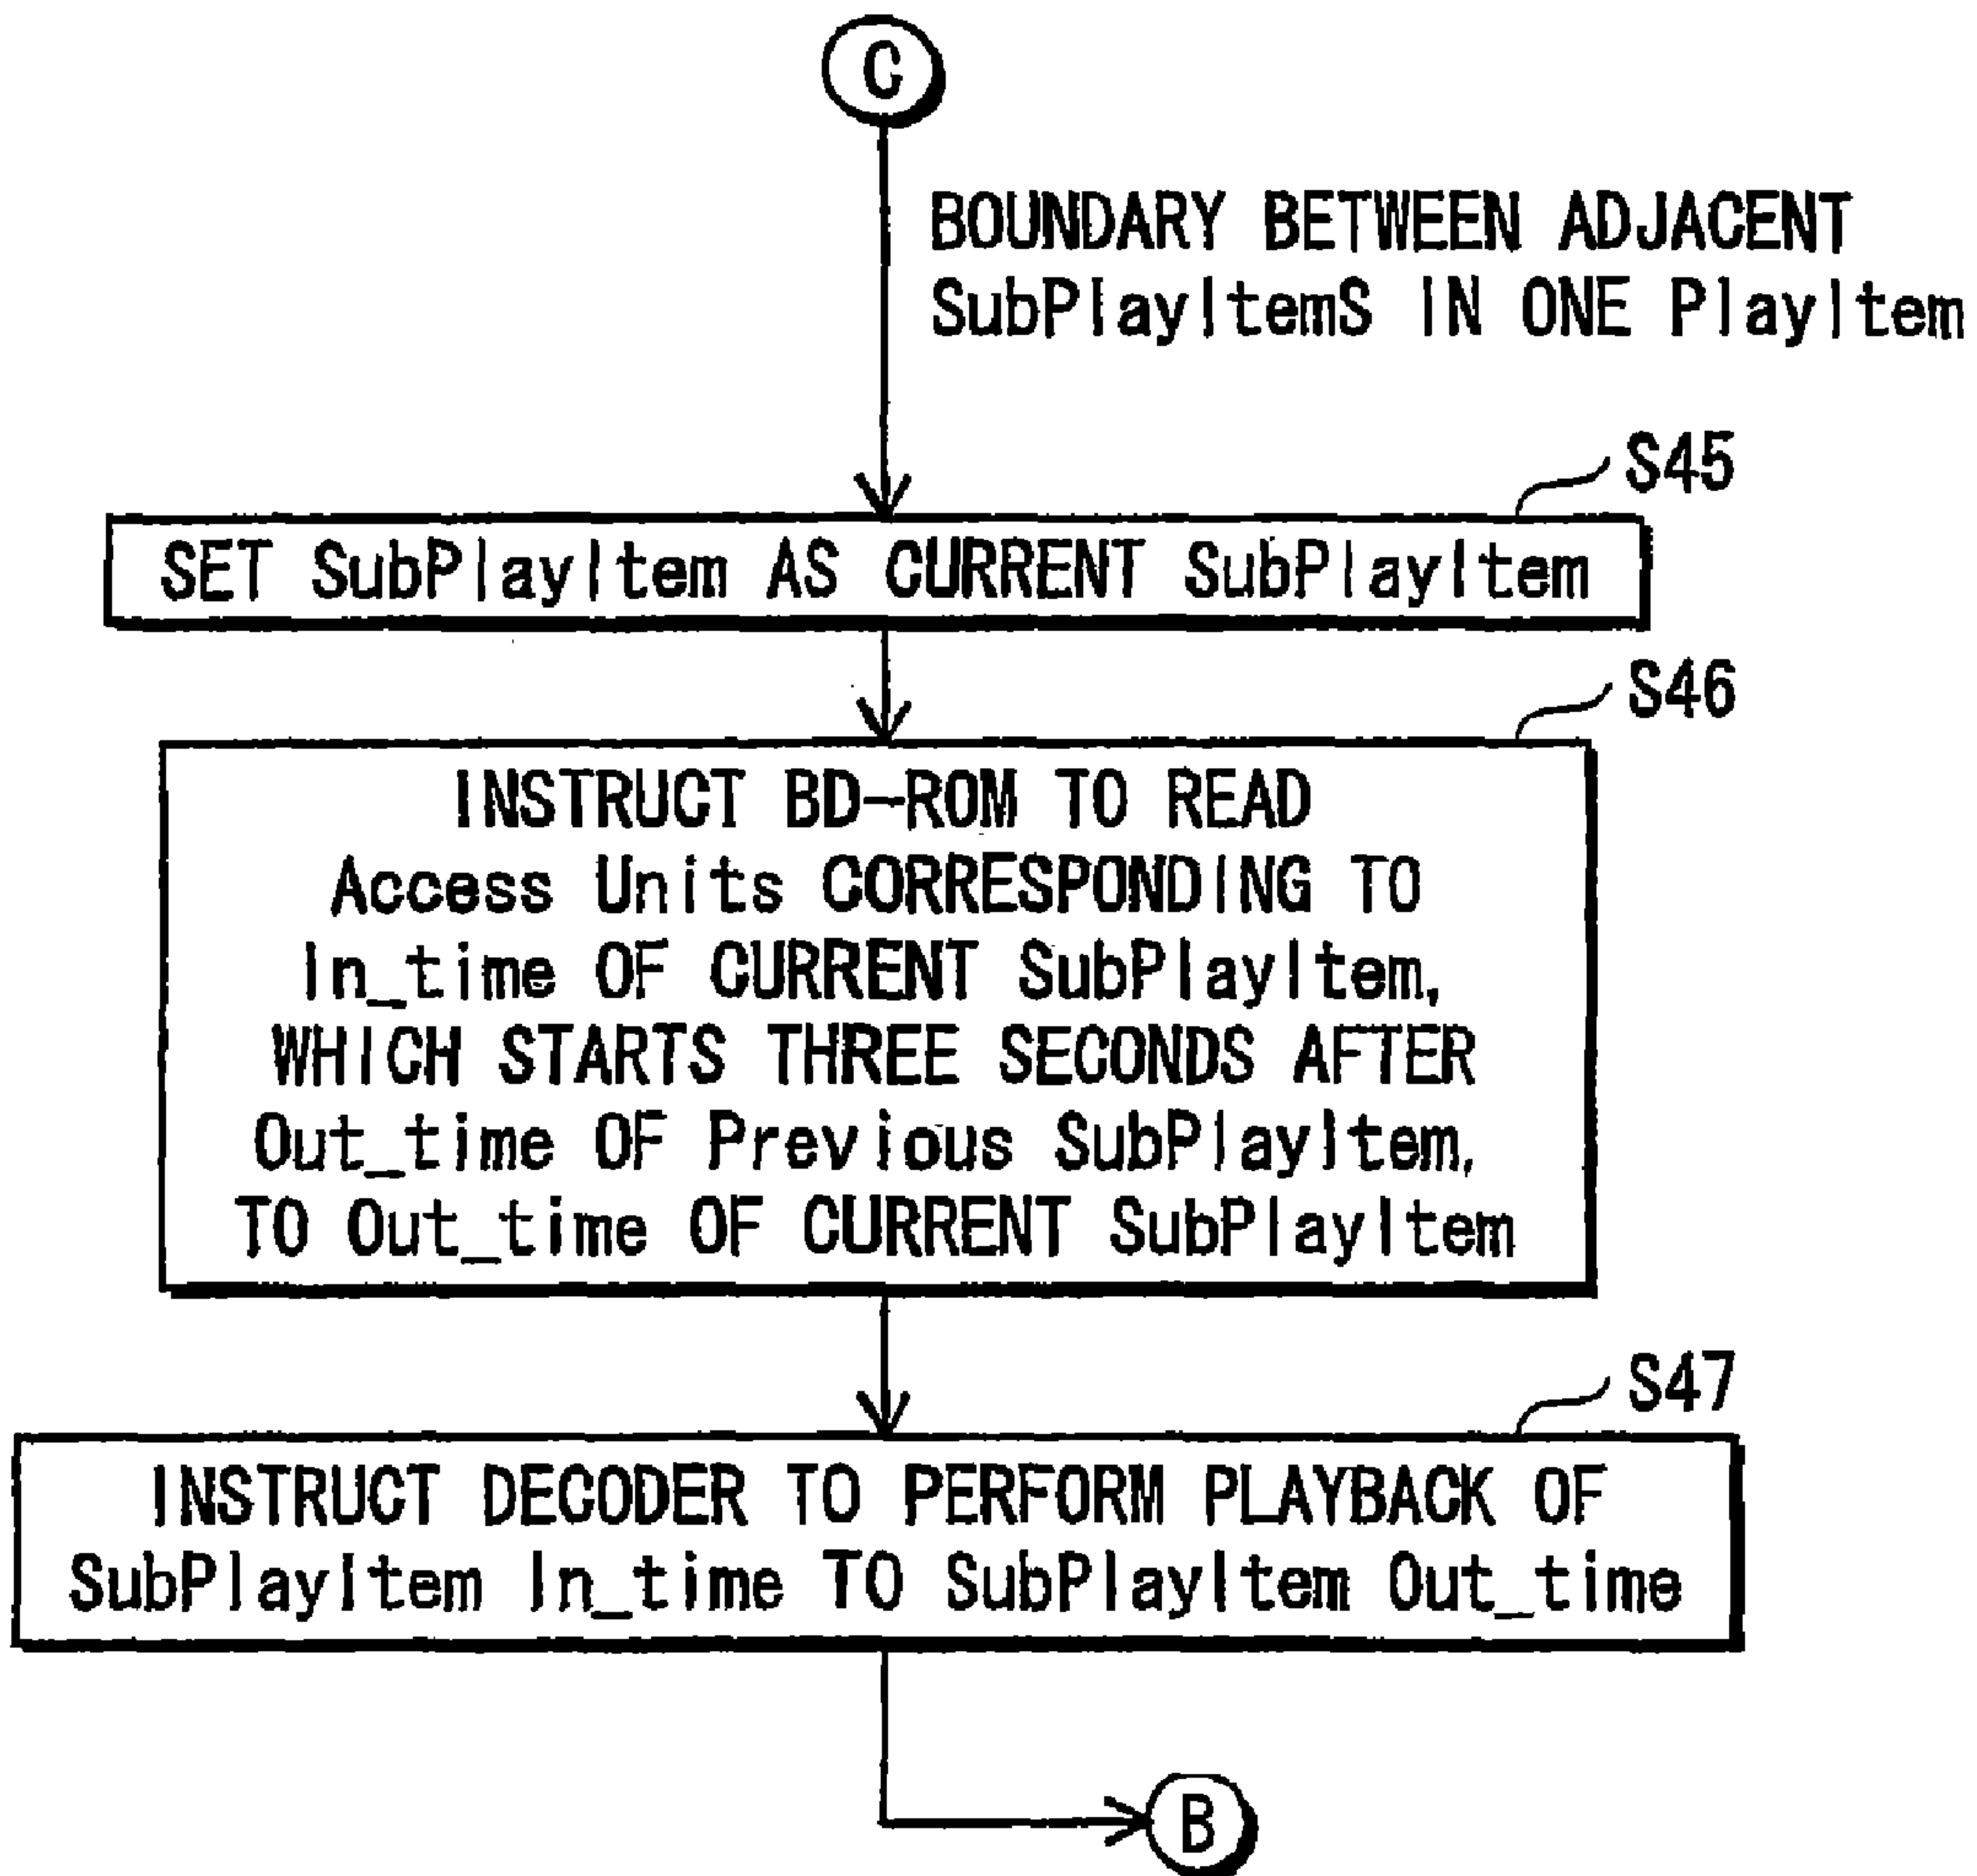 C
BOUNDARY BETWEEN ADJACENT
SubPlayItemS IN ONE PlayItem
S45
SET SubPlayItem AS CURRENT SubPlayItem
S46
INSTRUCT BD-ROM TO READ
Access Units CORRESPONDING TO
In_time OF CURRENT SubPlayItem,
WHICH STARTS THREE SECONDS AFTER
Out_time OF Previous SubPlayItem,
TO Out_time OF CURRENT SubPlayItem
S47
INSTRUCT DECODER TO PERFORM PLAYBACK OF
SubPlayItem In_time TO SubPlayItem Out_time
B